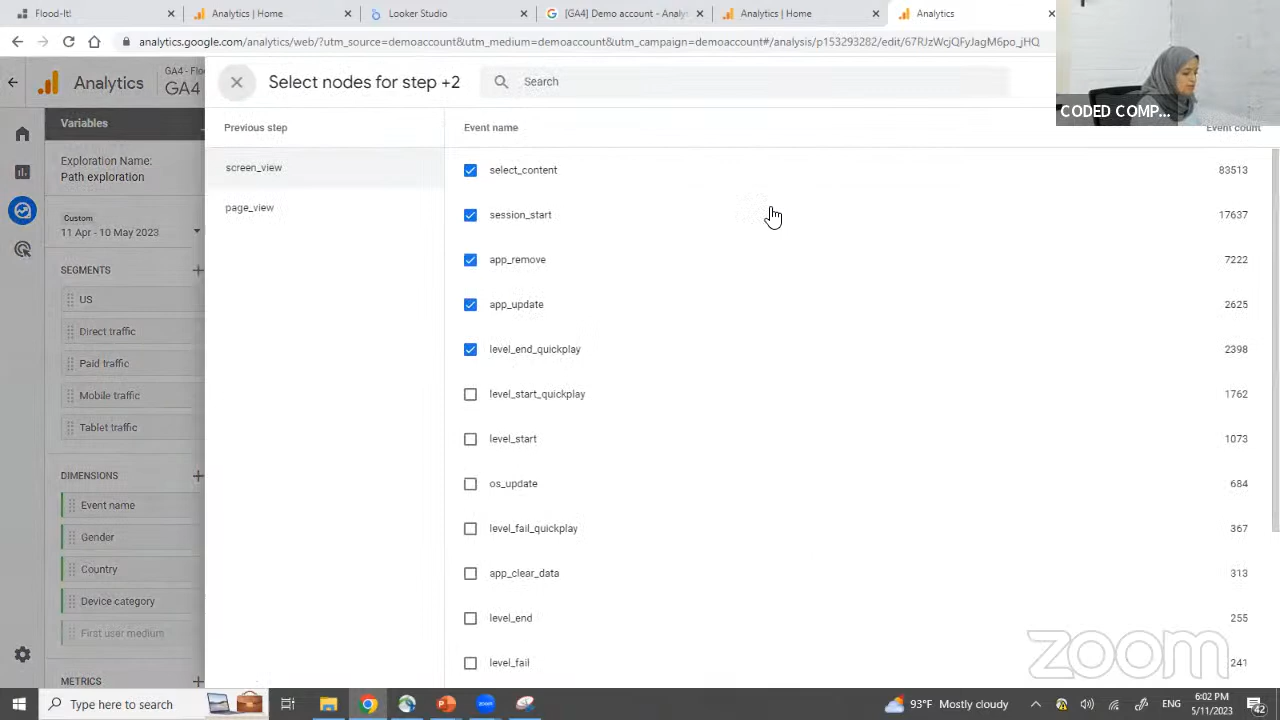 Flood-It!
Analytics | Home
Looker Studio
[GA4] Demo account - Analy
Analytics | Home
Analytics
analytics.google.com/analytics/web/?utm_source=demoaccount&utm_medium=demoaccount&utm_campaign=demoaccount#/analysis/p153293282/edit/67RJzWcjQFyJagM6po_jHQ
Analytics
GA4 - Floo
GA4
Select nodes for step +2
Search
CODED COMP...
Variables
Previous step
Event name
Event count
Exploration Name:
Path exploration
Custom
11 Apr - 10 May 2023
SEGMENTS
US
Direct traffic
Paid traffic
Mobile traffic
Tablet traffic
DIMENSIONS
Event name
Gender
Country
Device category
First user medium
METRICS
screen_view
page_view
select_content 83513
session_start 17637
app_remove 7222
app_update 2625
level_end_quickplay 2398
level_start_quickplay 1762
level_start 1073
os_update 684
level_fail_quickplay 367
app_clear_data 313
level_end 255
level_fail 241
zoom
Type here to search
93°F Mostly cloudy
ENG
6:02 PM
5/11/2023
42